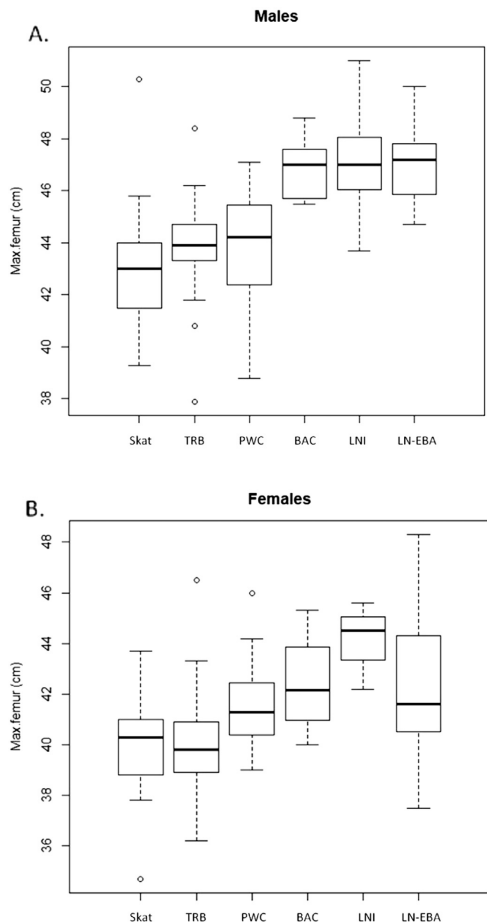 Males
A.
Max.femur (cm)
50
48
46
44
42
40
38
Skat TRB PWC BAC LNI LN-EBA
Females
B.
Max.femur (cm)
48
46
44
42
40
38
36
Skat TRB PWC BAC LNI LN-EBA